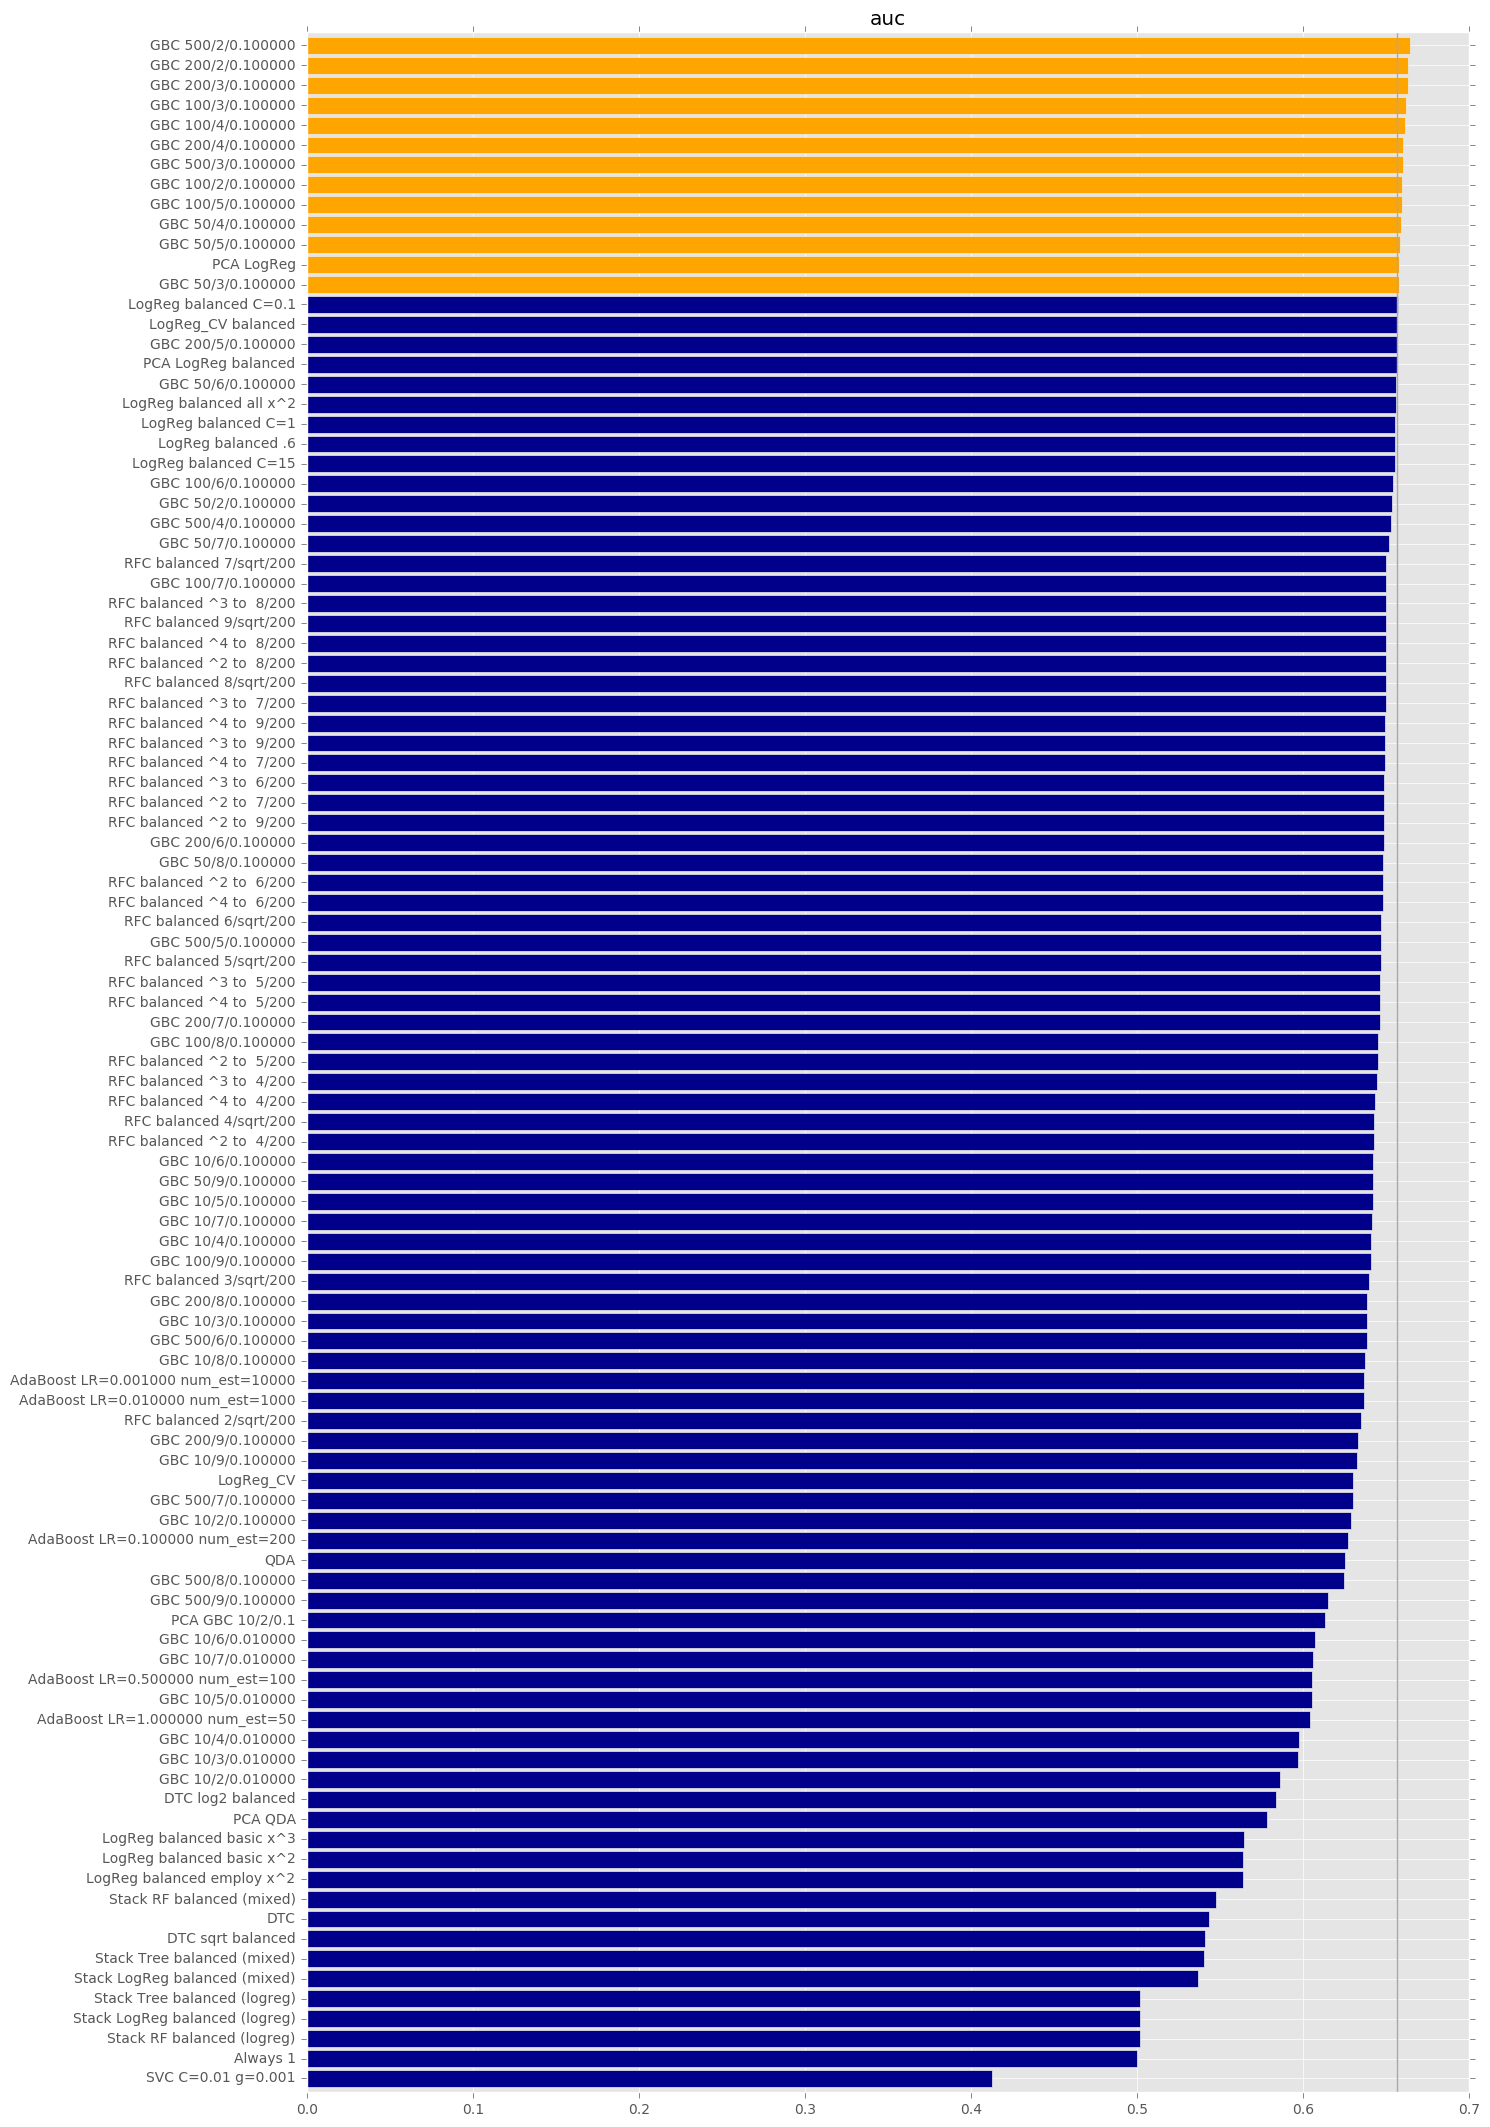 auc
GBC 500/2/0.100000
GBC 200/2/0.100000
GBC 200/3/0.100000
GBC 100/3/0.100000
GBC 100/4/0.100000
GBC 200/4/0.100000
GBC 500/3/0.100000
GBC 100/2/0.100000
GBC 100/5/0.100000
GBC 50/4/0.100000
GBC 50/5/0.100000
PCA LogReg
GBC 50/3/0.100000
LogReg balanced C=0.1
LogReg_CV balanced
GBC 200/5/0.100000
PCA LogReg balanced
GBC 50/6/0.100000
LogReg balanced all x^2
LogReg balanced C=1
LogReg balanced .6
LogReg balanced C=15
GBC 100/6/0.100000
GBC 50/2/0.100000
GBC 500/4/0.100000
GBC 50/7/0.100000
RFC balanced 7/sqrt/200
GBC 100/7/0.100000
RFC balanced ^3 to  8/200
RFC balanced 9/sqrt/200
RFC balanced ^4 to  8/200
RFC balanced ^2 to  8/200
RFC balanced 8/sqrt/200
RFC balanced ^3 to  7/200
RFC balanced ^4 to  9/200
RFC balanced ^3 to  9/200
RFC balanced ^4 to  7/200
RFC balanced ^3 to  6/200
RFC balanced ^2 to  7/200
RFC balanced ^2 to  9/200
GBC 200/6/0.100000
GBC 50/8/0.100000
RFC balanced ^2 to  6/200
RFC balanced ^4 to  6/200
RFC balanced 6/sqrt/200
GBC 500/5/0.100000
RFC balanced 5/sqrt/200
RFC balanced ^3 to  5/200
RFC balanced ^4 to  5/200
GBC 200/7/0.100000
GBC 100/8/0.100000
RFC balanced ^2 to  5/200
RFC balanced ^3 to  4/200
RFC balanced ^4 to  4/200
RFC balanced 4/sqrt/200
RFC balanced ^2 to  4/200
GBC 10/6/0.100000
GBC 50/9/0.100000
GBC 10/5/0.100000
GBC 10/7/0.100000
GBC 10/4/0.100000
GBC 100/9/0.100000
RFC balanced 3/sqrt/200
GBC 200/8/0.100000
GBC 10/3/0.100000
GBC 500/6/0.100000
GBC 10/8/0.100000
AdaBoost LR=0.001000 num_est=10000
AdaBoost LR=0.010000 num_est=1000
RFC balanced 2/sqrt/200
GBC 200/9/0.100000
GBC 10/9/0.100000
LogReg_CV
GBC 500/7/0.100000
GBC 10/2/0.100000
AdaBoost LR=0.100000 num_est=200
QDA
GBC 500/8/0.100000
GBC 500/9/0.100000
PCA GBC 10/2/0.1
GBC 10/6/0.010000
GBC 10/7/0.010000
AdaBoost LR=0.500000 num_est=100
GBC 10/5/0.010000
AdaBoost LR=1.000000 num_est=50
GBC 10/4/0.010000
GBC 10/3/0.010000
GBC 10/2/0.010000
DTC log2 balanced
PCA QDA
LogReg balanced basic x^3
LogReg balanced basic x^2
LogReg balanced employ x^2
Stack RF balanced (mixed)
DTC
DTC sqrt balanced
Stack Tree balanced (mixed)
Stack LogReg balanced (mixed)
Stack Tree balanced (logreg)
Stack LogReg balanced (logreg)
Stack RF balanced (logreg)
Always 1
SVC C=0.01 g=0.001
0.0 0.1 0.2 0.3 0.4 0.5 0.6 0.7